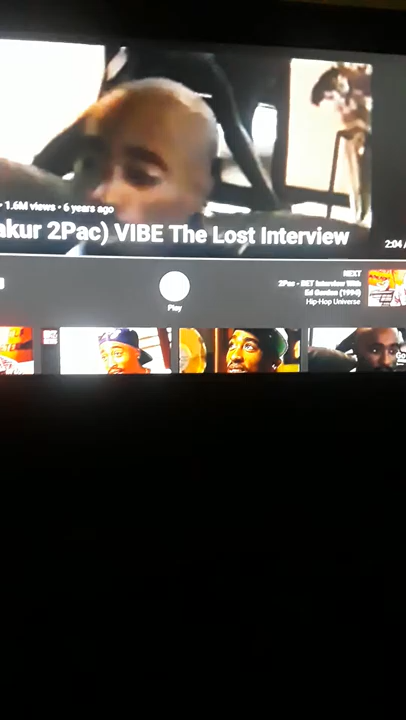 • 1.6M views • 6 years ago
akur 2Pac) VIBE The Lost Interview
2:04 /
Play
NEXT
2Pac - BET Interview With
Ed Gordon (1994)
Hip-Hop Universe
Go